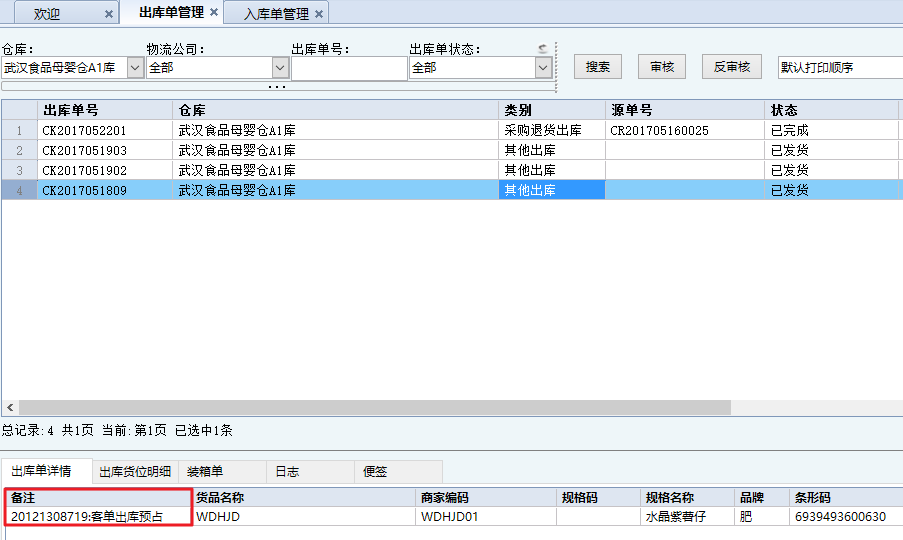 欢迎 × 出库单管理 × 入库单管理 ×
仓库： 物流公司： 出库单号： 出库单状态：
武汉食品母婴仓A1库 全部 全部 搜索 审核 反审核 默认打印顺序
出库单号 仓库 类别 源单号 状态
1 CK2017052201 武汉食品母婴仓A1库 采购退货出库 CR201705160025 已完成
2 CK2017051903 武汉食品母婴仓A1库 其他出库 已发货
3 CK2017051902 武汉食品母婴仓A1库 其他出库 已发货
4 CK2017051809 武汉食品母婴仓A1库 其他出库 已发货
总记录:4 共1页 当前:第1页 已选中1条
出库单详情 出库货位明细 装箱单 日志 便签
备注 货品名称 商家编码 规格码 规格名称 品牌 条形码
20121308719;客单出库预占 WDHJD WDHJD01 水晶紫薯仔 肥 6939493600630